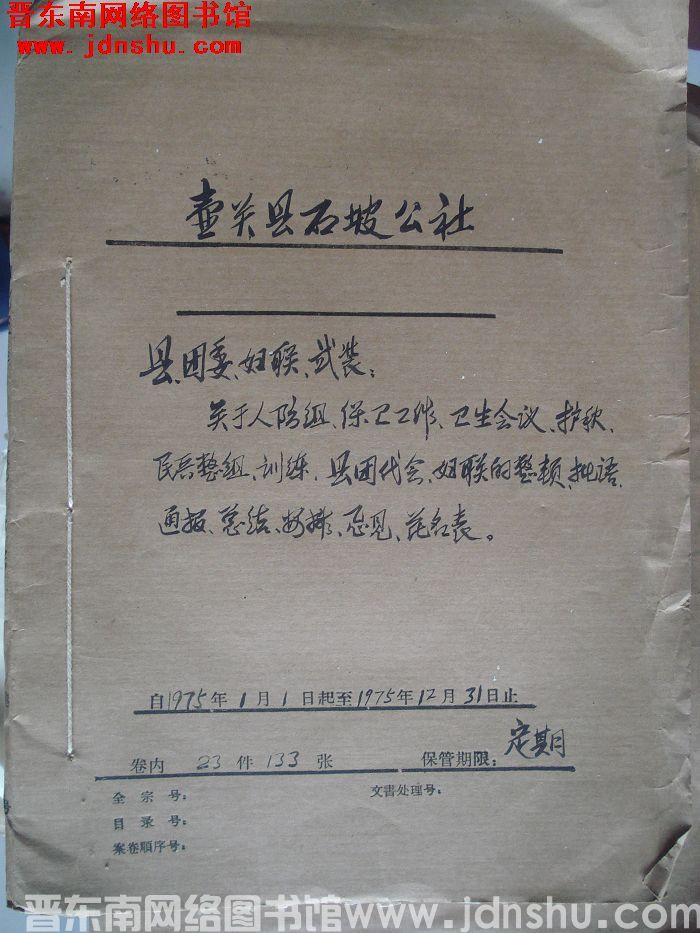 晋东南网络图书馆
www.jdnshu.com
壶关县石坡公社
县、团委、妇联、武装:
关于人防组、保卫工作、卫生会议、护秋、
民兵整组、训练、县团代会、妇联的整顿、批语、
通报、总结、安排、意见、花名表。
自1975年1月1日起至1975年12月31日止
卷内 23 件 133 张 保管期限: 定期
全宗号: 文書处理号:
目录号:
案卷順序号:
号
晋东南网络图书馆www.jdnshu.com